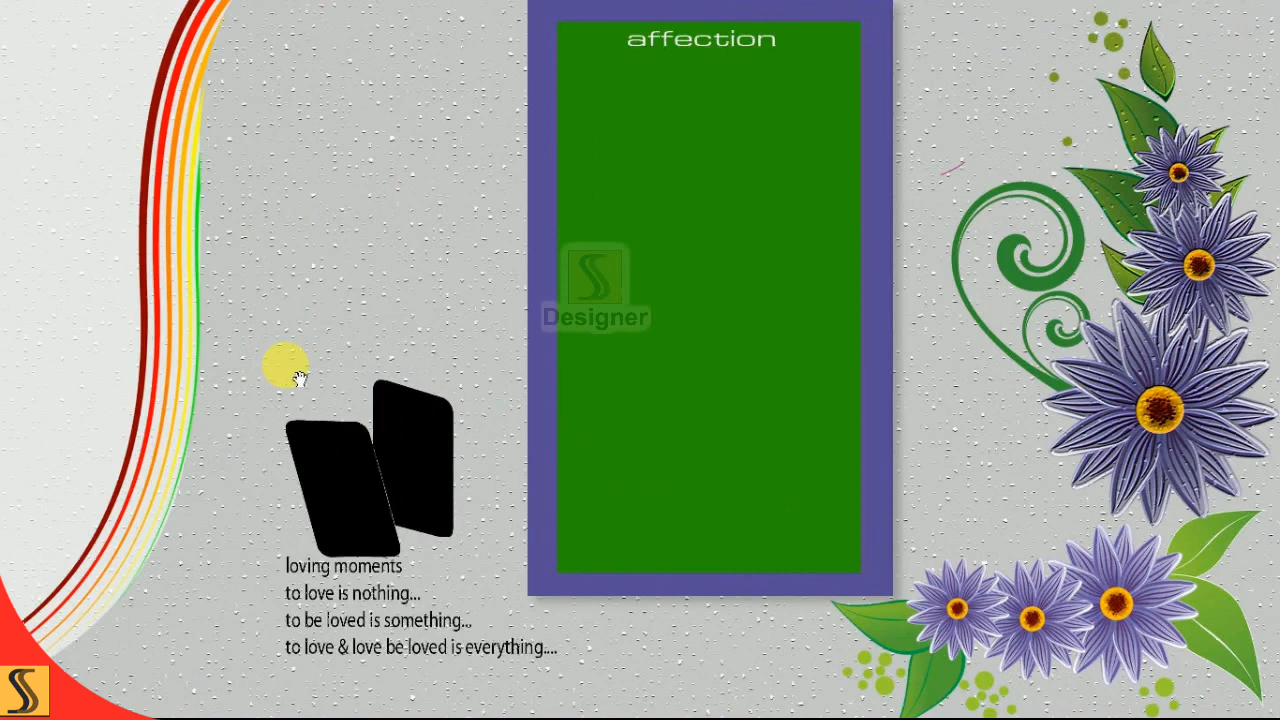 affection
Designer
loving moments
to love is nothing...
to be loved is something...
to love & love be loved is everything....